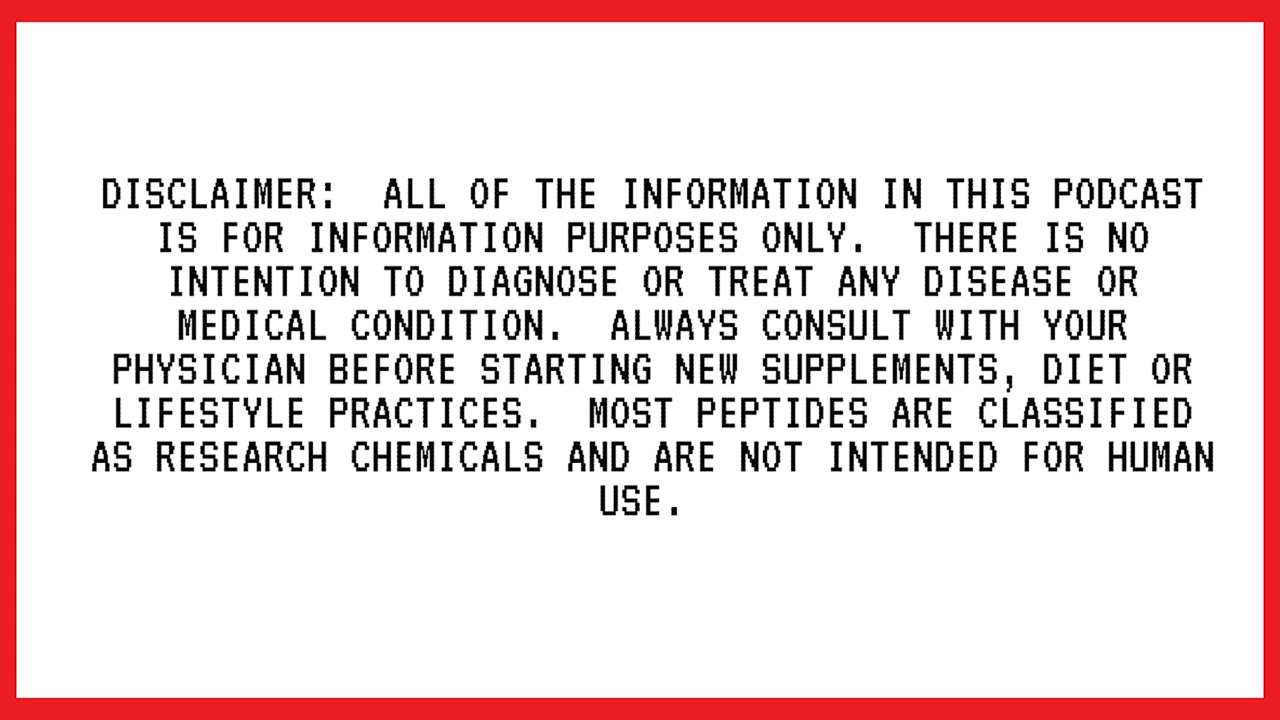 DISCLAIMER:  ALL OF THE INFORMATION IN THIS PODCAST
IS FOR INFORMATION PURPOSES ONLY.  THERE IS NO
INTENTION TO DIAGNOSE OR TREAT ANY DISEASE OR
MEDICAL CONDITION.  ALWAYS CONSULT WITH YOUR
PHYSICIAN BEFORE STARTING NEW SUPPLEMENTS, DIET OR
LIFESTYLE PRACTICES.  MOST PEPTIDES ARE CLASSIFIED
AS RESEARCH CHEMICALS AND ARE NOT INTENDED FOR HUMAN
USE.